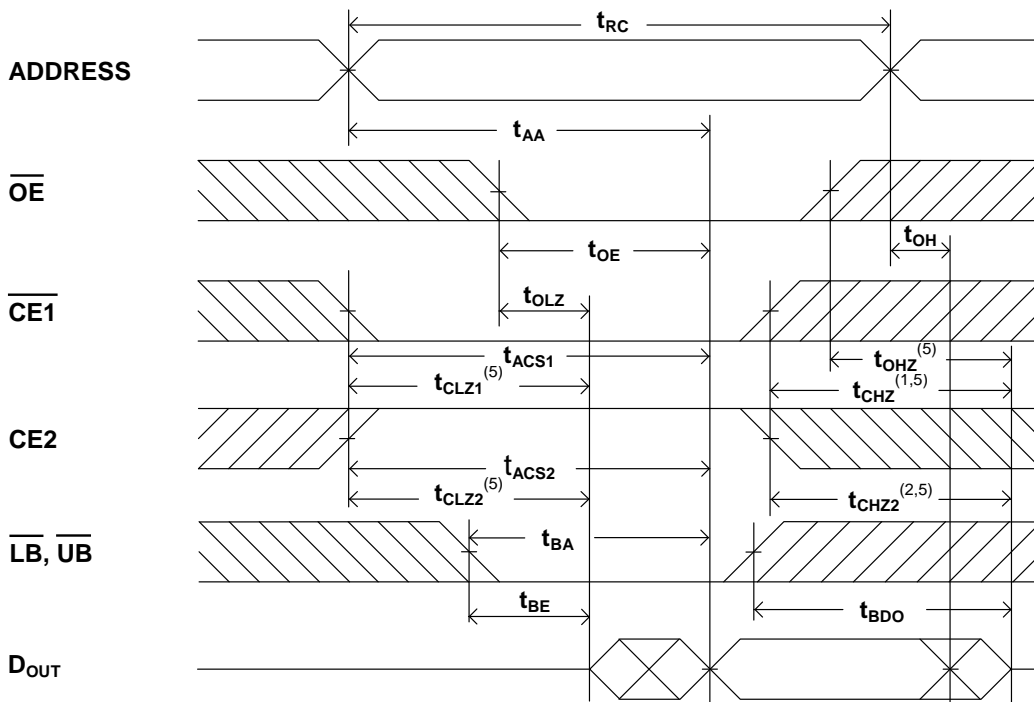 tRC
ADDRESS
tAA
OE
tOH
tOE
CE1
tOLZ
tACS1
tOHZ(5)
tCLZ1(5)
tCHZ(1,5)
CE2
tACS2
tCLZ2(5)
tCHZ2(2,5)
LB, UB
tBA
tBE
tBDO
DOUT